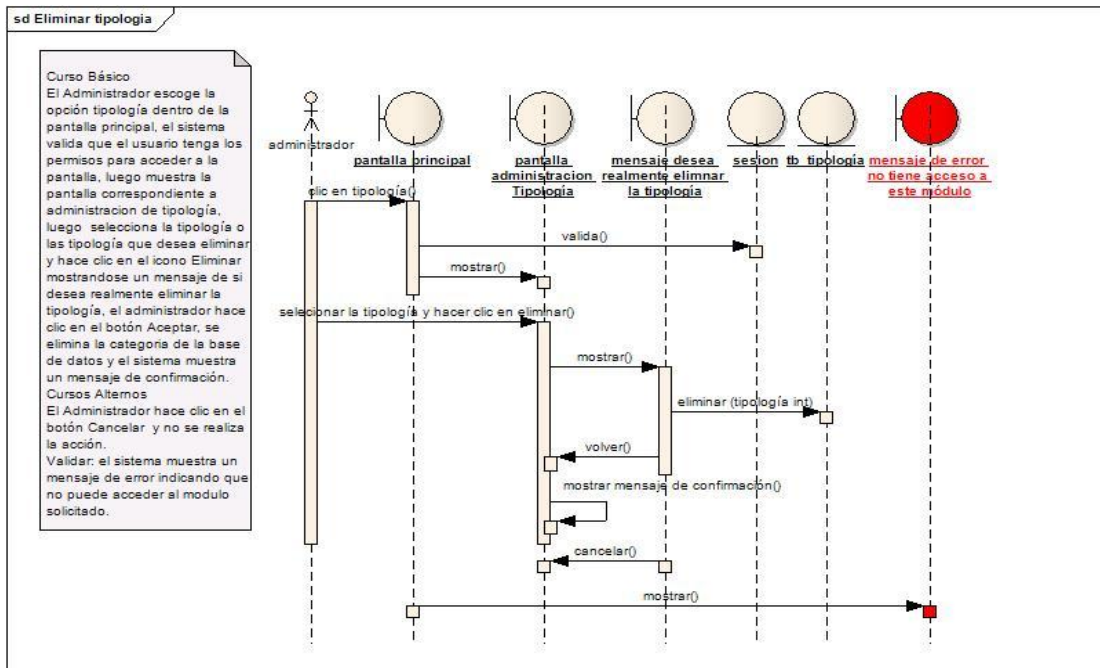 sd Eliminar tipologia
Curso Básico
El Administrador escoge la
opción tipología dentro de la
pantalla principal, el sistema
valida que el usuario tenga los
permisos para acceder a la
pantalla, luego muestra la
pantalla correspondiente a
administracion de tipología,
luego selecciona la tipología o
las tipología que desea eliminar
y hace clic en el icono Eliminar
mostrandose un mensaje de si
desea realmente eliminar la
tipología, el administrador hace
clic en el botón Aceptar, se
elimina la categoria de la base
de datos y el sistema muestra
un mensaje de confirmación.
Cursos Alternos
El Administrador hace clic en el
botón Cancelar y no se realiza
la acción.
Validar: el sistema muestra un
mensaje de error indicando que
no puede acceder al modulo
solicitado.
administrador
pantalla principal
pantalla
administracion
Tipología
mensaje desea
realmente elimnar
la tipología
sesion
tb_tipología
mensaje de error
no tiene acceso a
este módulo
clic en tipología()
valida()
mostrar()
selecionar la tipología y hacer clic en eliminar()
mostrar()
eliminar (tipología int)
volver()
mostrar mensaje de confirmación()
cancelar()
mostrar()